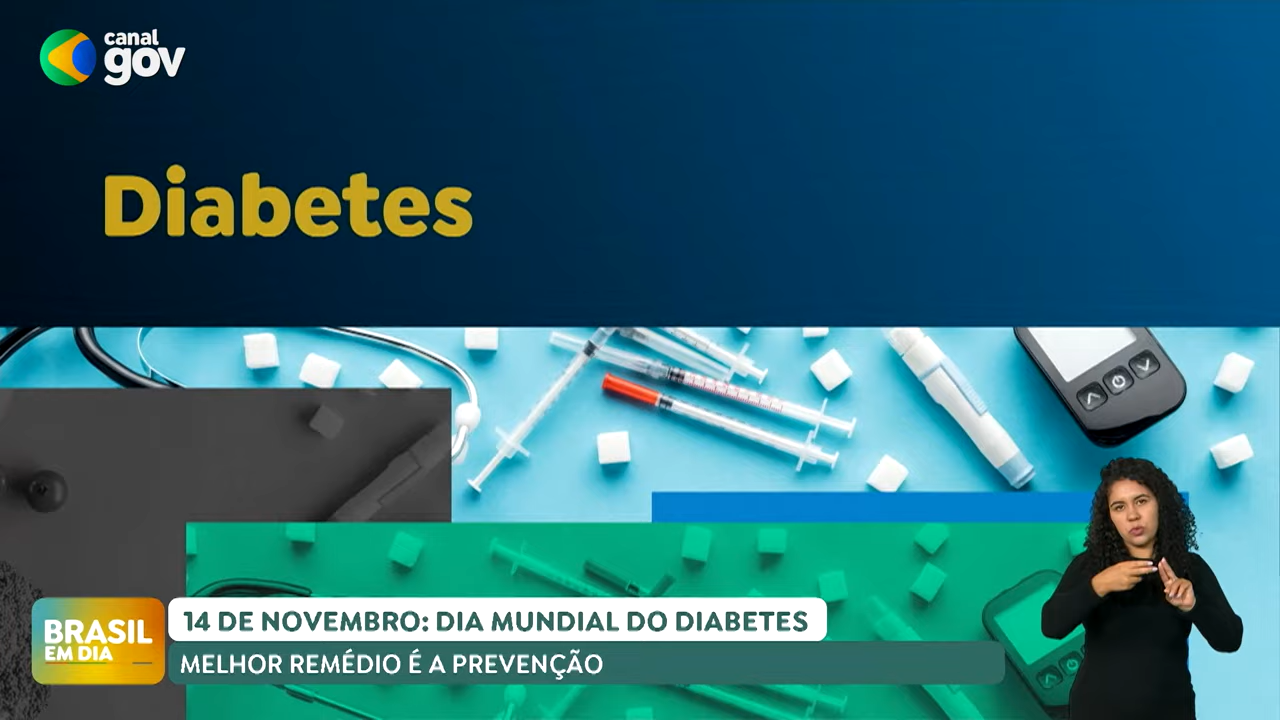 canal
gov
Diabetes
14 DE NOVEMBRO: DIA MUNDIAL DO DIABETES
BRASIL
EM DIA
MELHOR REMÉDIO É A PREVENÇÃO